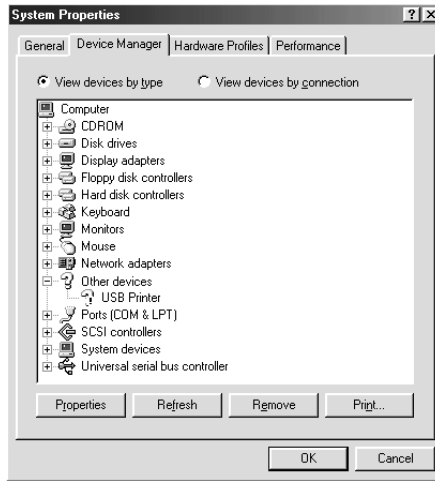 System Properties
General Device Manager Hardware Profiles Performance
View devices by type View devices by connection
Computer
CDROM
Disk drives
Display adapters
Floppy disk controllers
Hard disk controllers
Keyboard
Monitors
Mouse
Network adapters
Other devices
USB Printer
Ports (COM & LPT)
SCSI controllers
System devices
Universal serial bus controller
Properties Refresh Remove Print...
OK Cancel